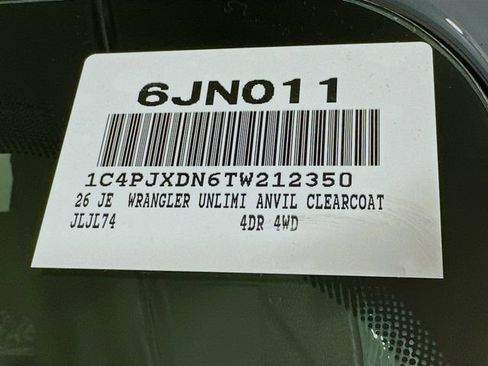 6JN011
1C4PJXDN6TW212350
26 JE WRANGLER UNLIMI ANVIL CLEARCOAT
JLJL74 4DR 4WD